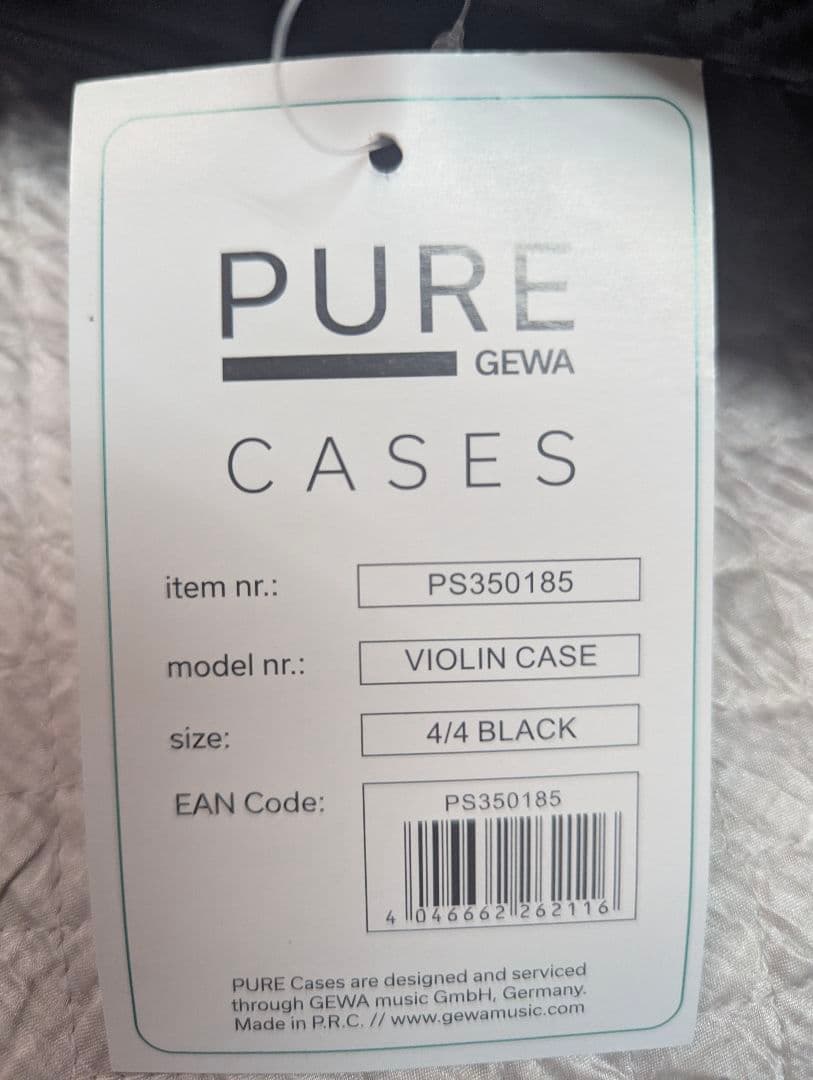 PURE
GEWA
CASES
item nr.: PS350185
model nr.: VIOLIN CASE
size: 4/4 BLACK
EAN Code: PS350185
4 046662 262116
PURE Cases are designed and serviced
through GEWA music GmbH, Germany.
Made in P.R.C. // www.gewamusic.com